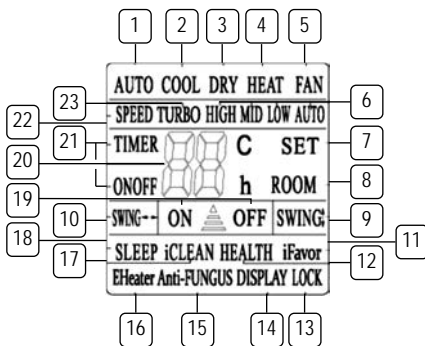 1 2 3 4 5
AUTO COOL DRY HEAT FAN
23 6
22 SPEED TURBO HIGH MID LOW AUTO
21 TIMER 88 C SET 7
20
ONOFF h ROOM 8
19
10 SWING ON OFF SWING 9
18 11
SLEEP iCLEAN HEALTH iFavor
17 12
EHeater Anti-FUNGUS DISPLAY LOCK
16 15 14 13